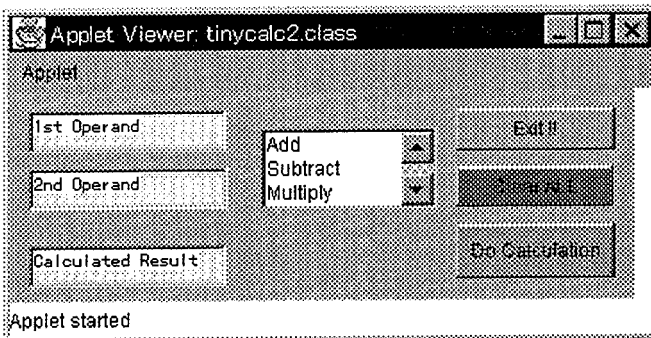 Applet Viewer: tinycalc2.class
Applet
1st Operand
2nd Operand
Calculated Result
Add
Subtract
Multiply
Exit !!
Do Calculation
Applet started